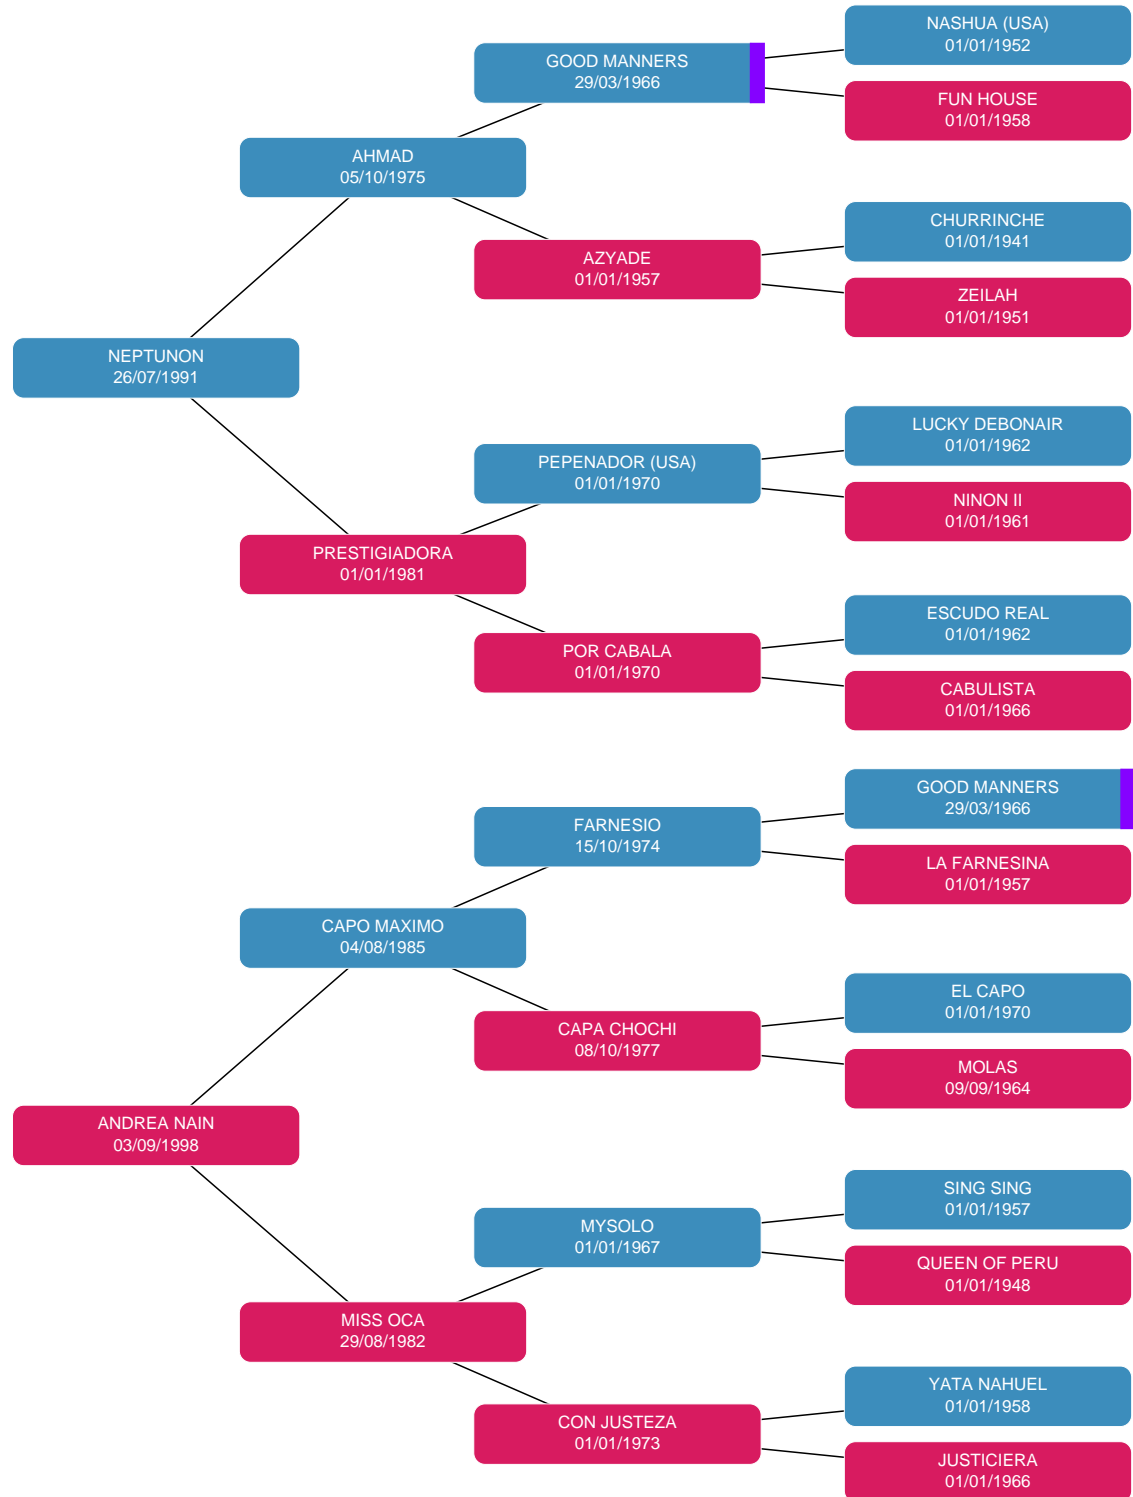 NASHUA (USA)
01/01/1952
GOOD MANNERS
29/03/1966
FUN HOUSE
01/01/1958
AHMAD
05/10/1975
CHURRINCHE
01/01/1941
AZYADE
01/01/1957
ZEILAH
01/01/1951
NEPTUNON
26/07/1991
LUCKY DEBONAIR
01/01/1962
PEPENADOR (USA)
01/01/1970
NINON II
01/01/1961
PRESTIGIADORA
01/01/1981
ESCUDO REAL
01/01/1962
POR CABALA
01/01/1970
CABULISTA
01/01/1966
GOOD MANNERS
29/03/1966
FARNESIO
15/10/1974
LA FARNESINA
01/01/1957
CAPO MAXIMO
04/08/1985
EL CAPO
01/01/1970
CAPA CHOCHI
08/10/1977
MOLAS
09/09/1964
ANDREA NAIN
03/09/1998
SING SING
01/01/1957
MYSOLO
01/01/1967
QUEEN OF PERU
01/01/1948
MISS OCA
29/08/1982
YATA NAHUEL
01/01/1958
CON JUSTEZA
01/01/1973
JUSTICIERA
01/01/1966